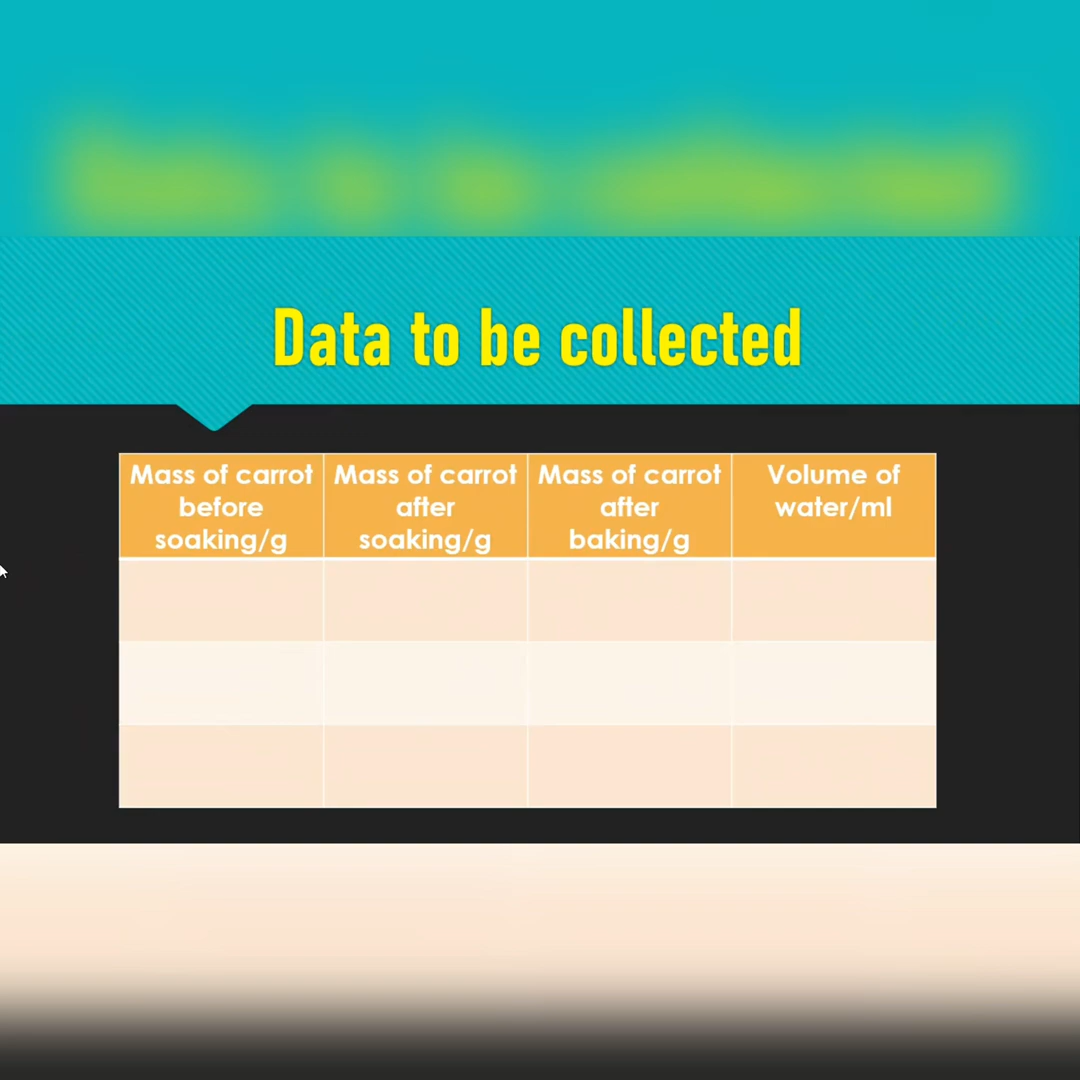 Data to be collected
Mass of carrot
before
soaking/g
Mass of carrot
after
soaking/g
Mass of carrot
after
baking/g
Volume of
water/ml